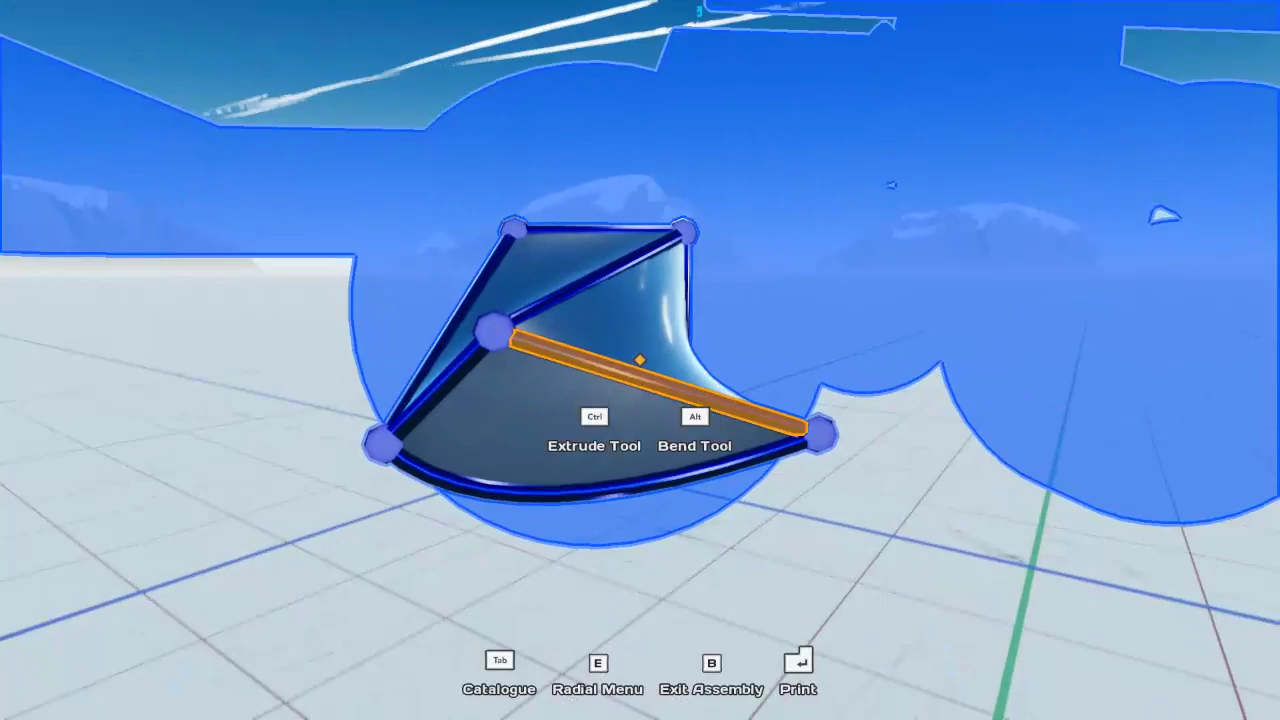 Ctrl Alt
Extrude Tool Bend Tool
Tab E B
Catalogue Radial Menu Exit Assembly Print